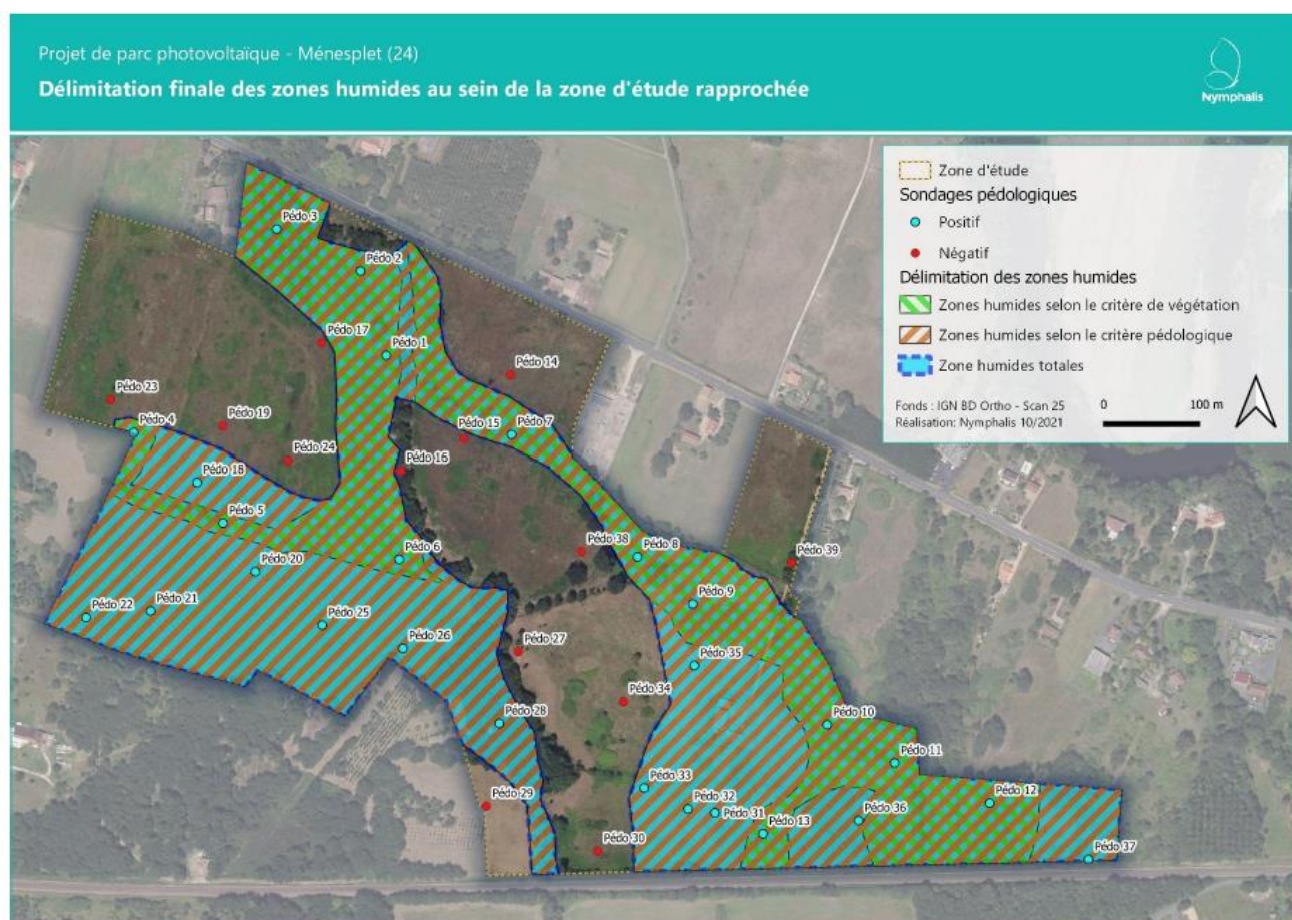 Projet de parc photovoltaïque - Ménesplet (24)
Délimitation finale des zones humides au sein de la zone d'étude rapprochée
Nymphalis
Zone d'étude
Sondages pédologiques
Positif
Négatif
Délimitation des zones humides
Zones humides selon le critère de végétation
Zones humides selon le critère pédologique
Zone humides totales
Fonds : IGN BD Ortho - Scan 25
Réalisation: Nymphalis 10/2021
0 100 m
Pédo 3
Pédo 2
Pédo 17
Pédo 1
Pédo 14
Pédo 23
Pédo 4
Pédo 19
Pédo 15
Pédo 7
Pédo 24
Pédo 16
Pédo 18
Pédo 5
Pédo 6
Pédo 38
Pédo 8
Pédo 39
Pédo 20
Pédo 22
Pédo 21
Pédo 25
Pédo 9
Pédo 26
Pédo 27
Pédo 35
Pédo 34
Pédo 28
Pédo 10
Pédo 11
Pédo 33
Pédo 29
Pédo 32
Pédo 31
Pédo 36
Pédo 12
Pédo 13
Pédo 30
Pédo 37